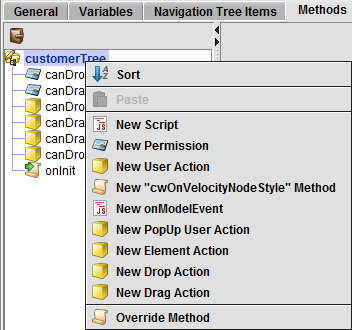 General Variables Navigation Tree Items Methods
customerTree
canDro
canDra
canDra
canDro
canDra
canDro
onInit
Sort
Paste
New Script
New Permission
New User Action
New "cwOnVelocityNodeStyle" Method
New onModelEvent
New PopUp User Action
New Element Action
New Drop Action
New Drag Action
Override Method